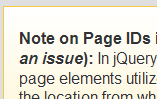 Note on Page IDs i
an issue): In jQuery
page elements utiliz
the location from wh